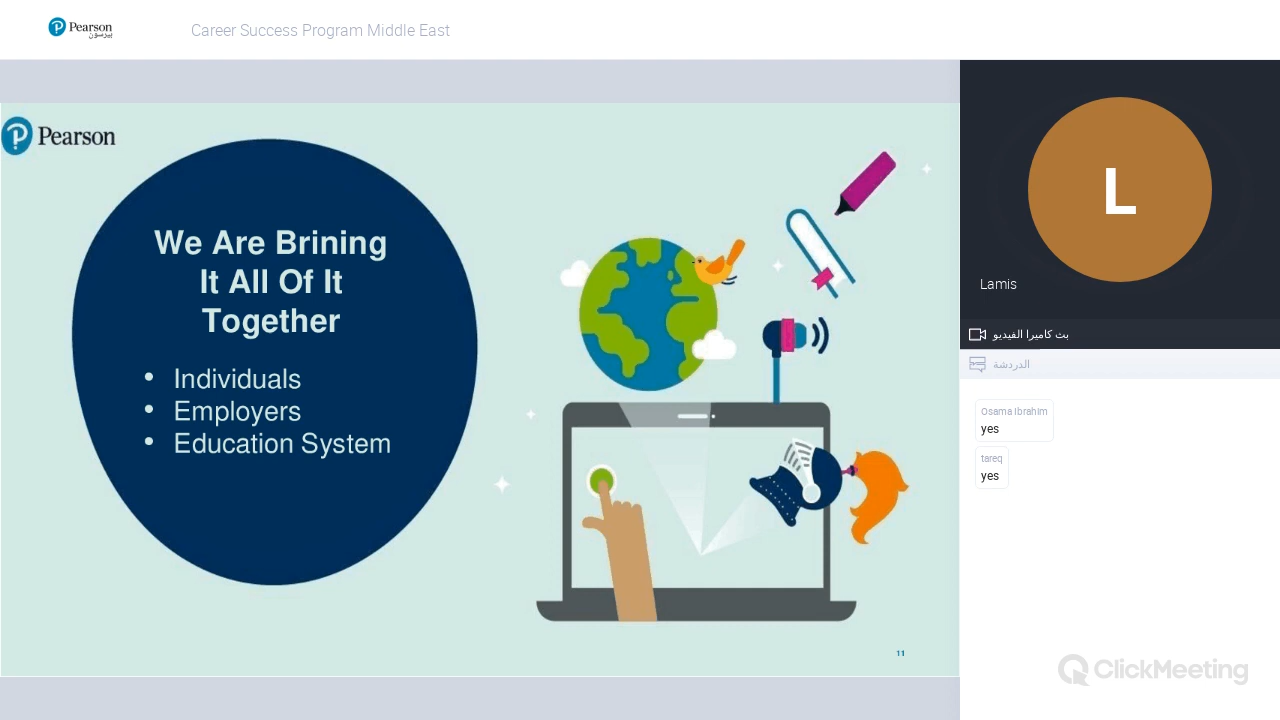 Pearson
بيرسون
Career Success Program Middle East
Pearson
We Are Brining
It All Of It
Together
• Individuals
• Employers
• Education System
11
L
Lamis
بث كاميرا الفيديو
الدردشة
Osama Ibrahim
yes
tareq
yes
ClickMeeting